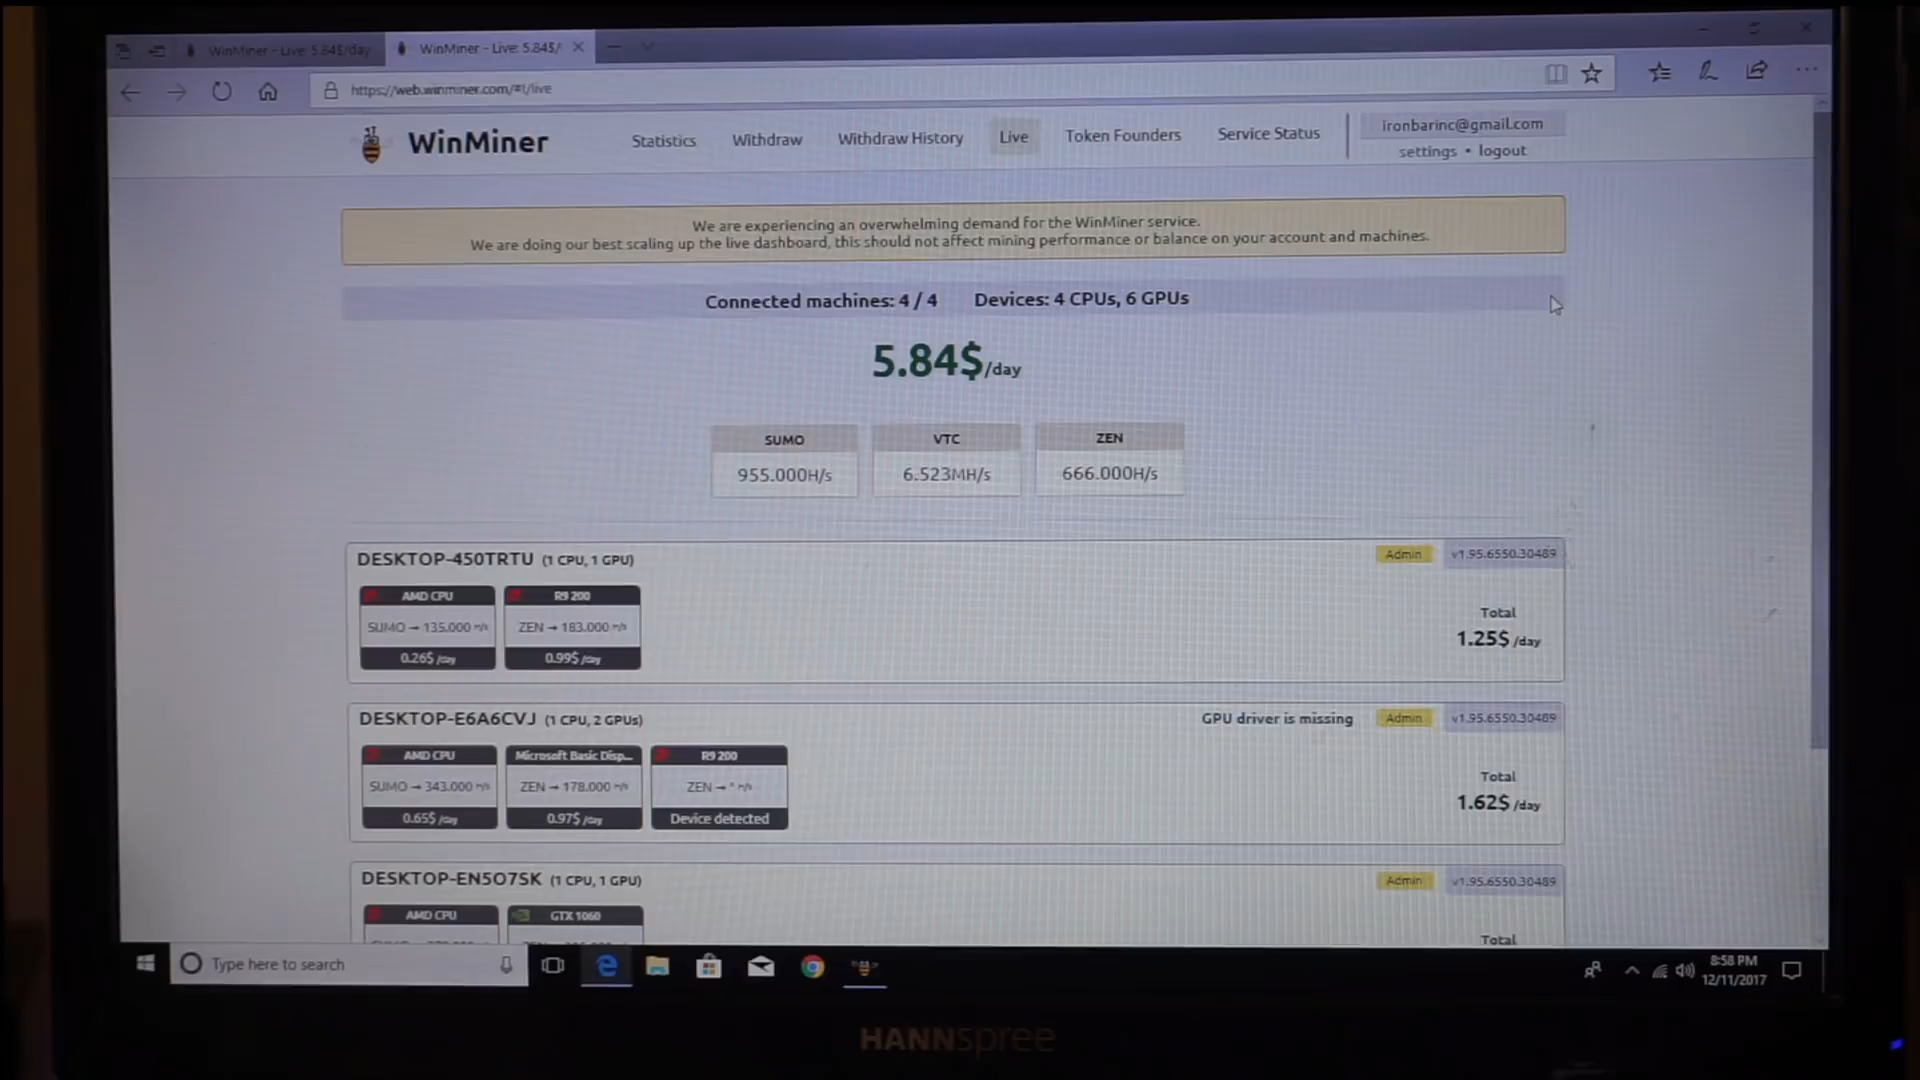 WinMiner - Live: 5.84$/day
WinMiner - Live: 5.84$/
https://web.winminer.com/#!/live
WinMiner
Statistics
Withdraw
Withdraw History
Live
Token Founders
Service Status
ironbarinc@gmail.com
settings • logout
We are experiencing an overwhelming demand for the WinMiner service.
We are doing our best scaling up the live dashboard, this should not affect mining performance or balance on your account and machines.
Connected machines: 4 / 4 Devices: 4 CPUs, 6 GPUs
5.84$/day
SUMO VTC ZEN
955.000H/s 6.523MH/s 666.000H/s
DESKTOP-450TRTU (1 CPU, 1 GPU) Admin v1.95.6550.30489
AMD CPU R9 200
SUMO → 135.000 H/s ZEN → 183.000 H/s
0.26$ /day 0.99$ /day
Total
1.25$ /day
DESKTOP-E6A6CVJ (1 CPU, 2 GPUs) GPU driver is missing Admin v1.95.6550.30489
AMD CPU Microsoft Basic Disp... R9 200
SUMO → 343.000 H/s ZEN → 178.000 H/s ZEN → * H/s
0.65$ /day 0.97$ /day Device detected
Total
1.62$ /day
DESKTOP-EN5O7SK (1 CPU, 1 GPU) Admin v1.95.6550.30489
AMD CPU GTX 1060
Total
Type here to search
8:58 PM
12/11/2017
HANNspree